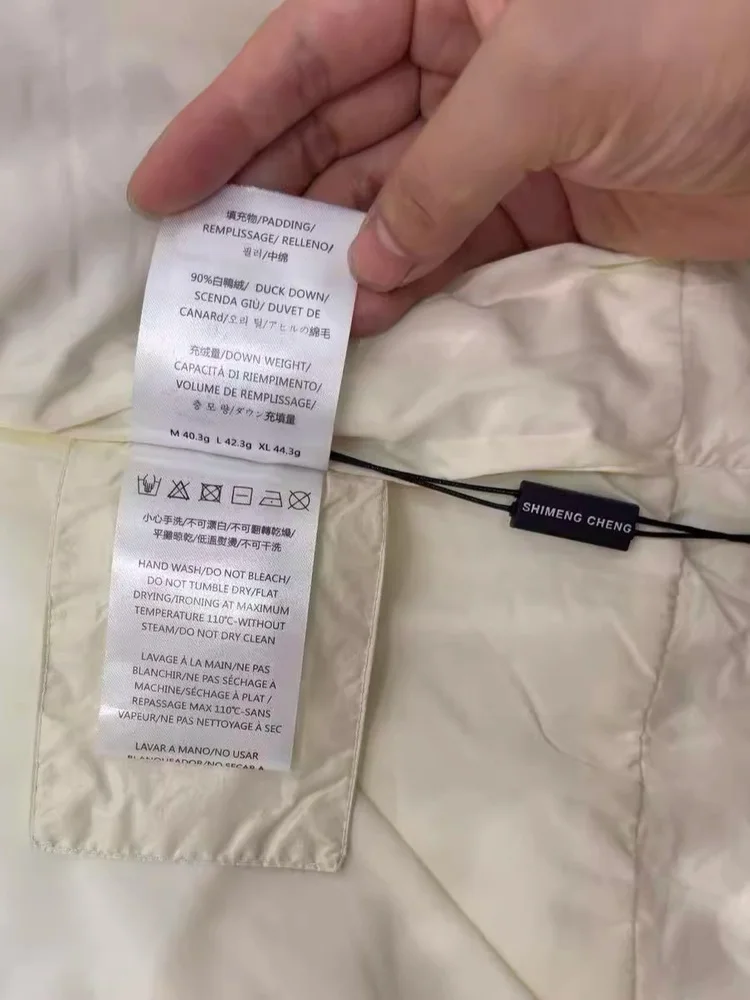 填充物/PADDING/
REMPLISSAGE/ RELLENO/
필러/中綿
90%白鴨絨/ DUCK DOWN/
SCENDA GIÙ/ DUVET DE
CANARd/오리 털/アヒルの綿毛
充绒量/DOWN WEIGHT/
CAPACITÀ DI RIEMPIMENTO/
VOLUME DE REMPLISSAGE/
충 모 량/ダウン充填量
M 40.3g L 42.3g XL 44.3g
小心手洗/不可漂白/不可翻轉乾燥/
平攤晾乾/低溫熨燙/不可干洗
HAND WASH/DO NOT BLEACH/
DO NOT TUMBLE DRY/FLAT
DRYING/IRONING AT MAXIMUM
TEMPERATURE 110℃-WITHOUT
STEAM/DO NOT DRY CLEAN
LAVAGE À LA MAIN/NE PAS
BLANCHIR/NE PAS SÉCHAGE À
MACHINE/SÉCHAGE À PLAT /
REPASSAGE MAX 110℃-SANS
VAPEUR/NE PAS NETTOYAGE À SEC
LAVAR A MANO/NO USAR
BLANQUEADOR/NO SECAR A
SHIMENG CHENG